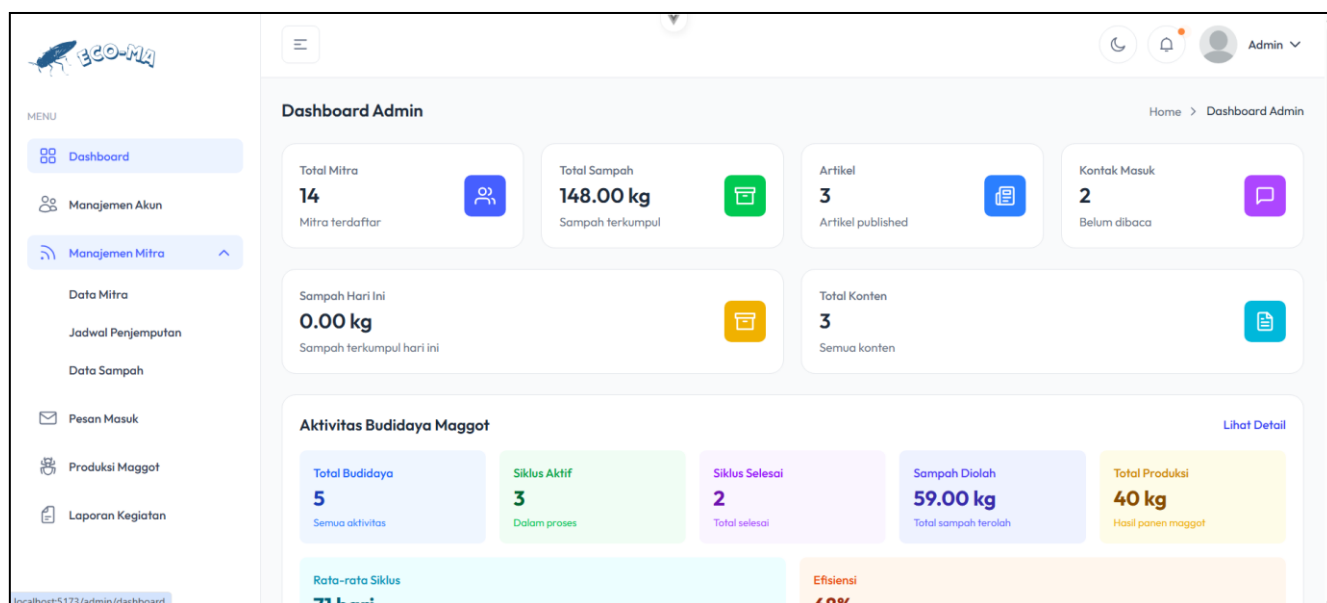 ECO-MA
MENU
Dashboard
Manajemen Akun
Manajemen Mitra
Data Mitra
Jadwal Penjemputan
Data Sampah
Pesan Masuk
Produksi Maggot
Laporan Kegiatan
localhost:5173/admin/dashboard
Admin
Dashboard Admin
Home > Dashboard Admin
Total Mitra
14
Mitra terdaftar
Total Sampah
148.00 kg
Sampah terkumpul
Artikel
3
Artikel published
Kontak Masuk
2
Belum dibaca
Sampah Hari Ini
0.00 kg
Sampah terkumpul hari ini
Total Konten
3
Semua konten
Aktivitas Budidaya Maggot
Lihat Detail
Total Budidaya
5
Semua aktivitas
Siklus Aktif
3
Dalam proses
Siklus Selesai
2
Total selesai
Sampah Diolah
59.00 kg
Total sampah terolah
Total Produksi
40 kg
Hasil panen maggot
Rata-rata Siklus
71 hari
Efisiensi